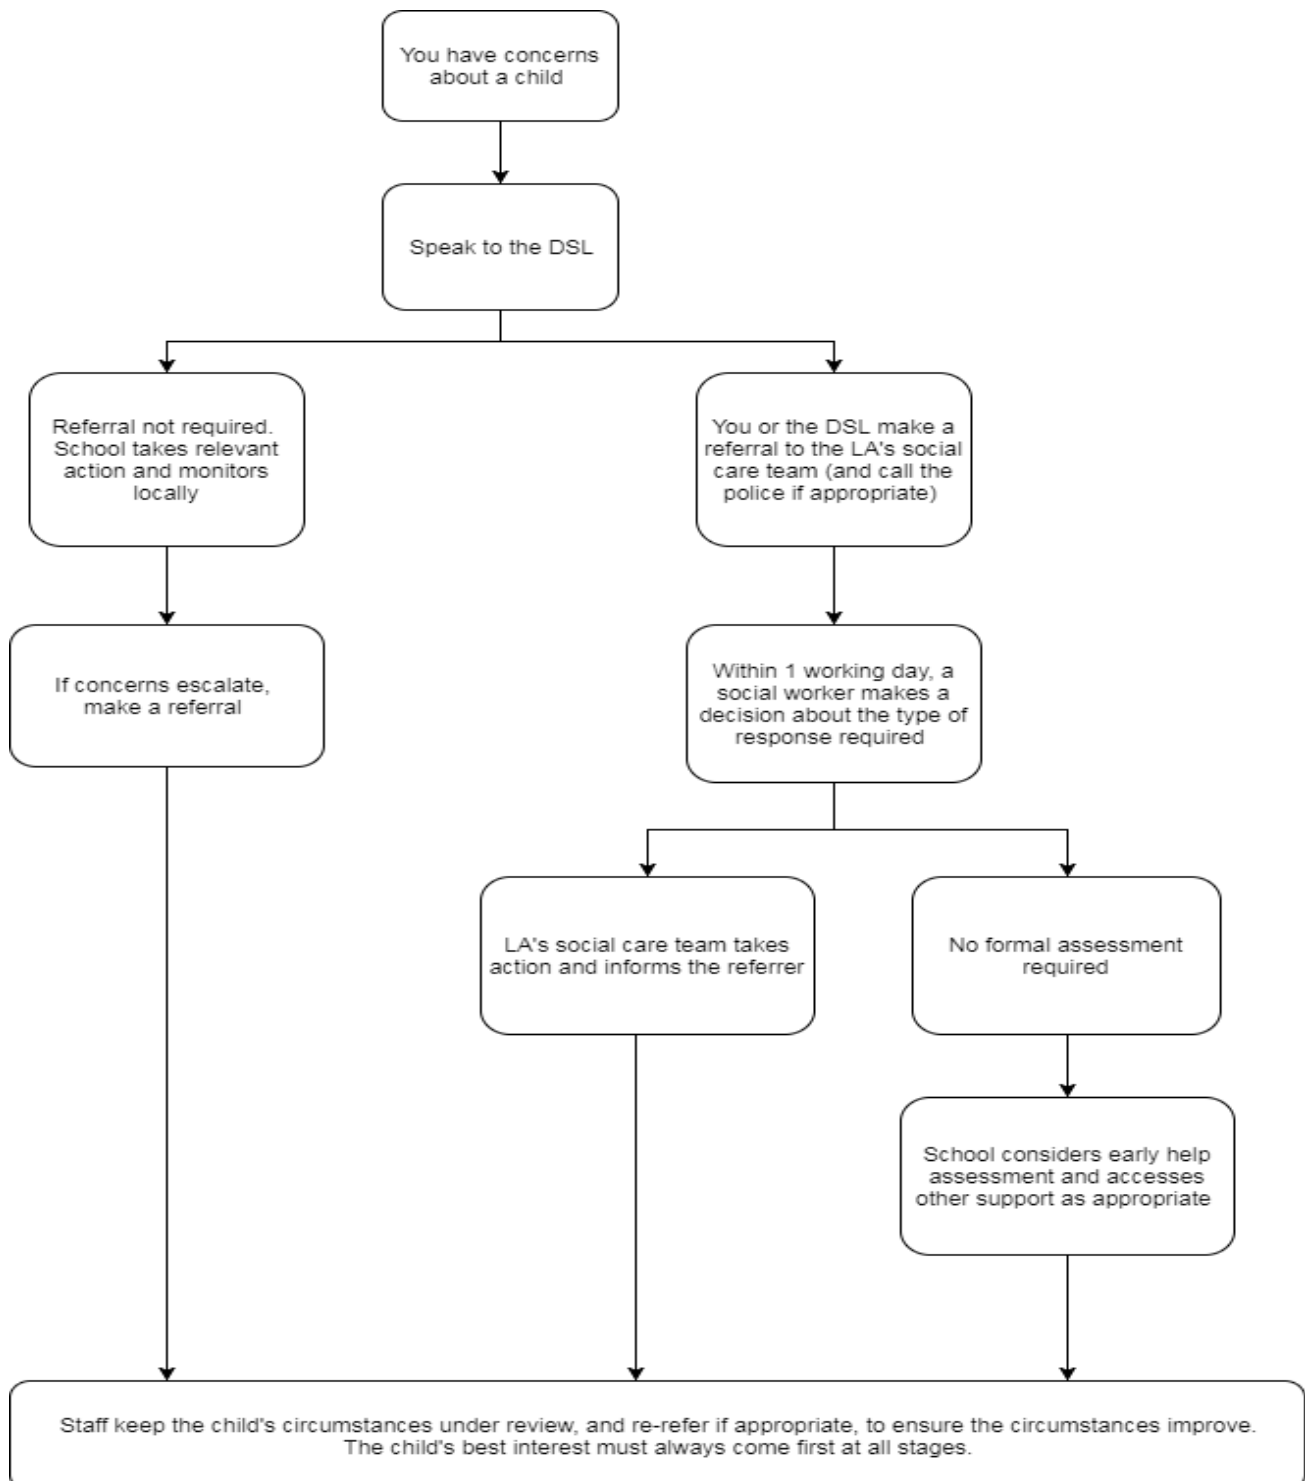 You have concerns
about a child
Speak to the DSL
Referral not required.
School takes relevant
action and monitors
locally
You or the DSL make a
referral to the LA's social
care team (and call the
police if appropriate)
If concerns escalate,
make a referral
Within 1 working day, a
social worker makes a
decision about the type of
response required
LA's social care team takes
action and informs the referrer
No formal assessment
required
School considers early help
assessment and accesses
other support as appropriate
Staff keep the child's circumstances under review, and re-refer if appropriate, to ensure the circumstances improve.
The child's best interest must always come first at all stages.